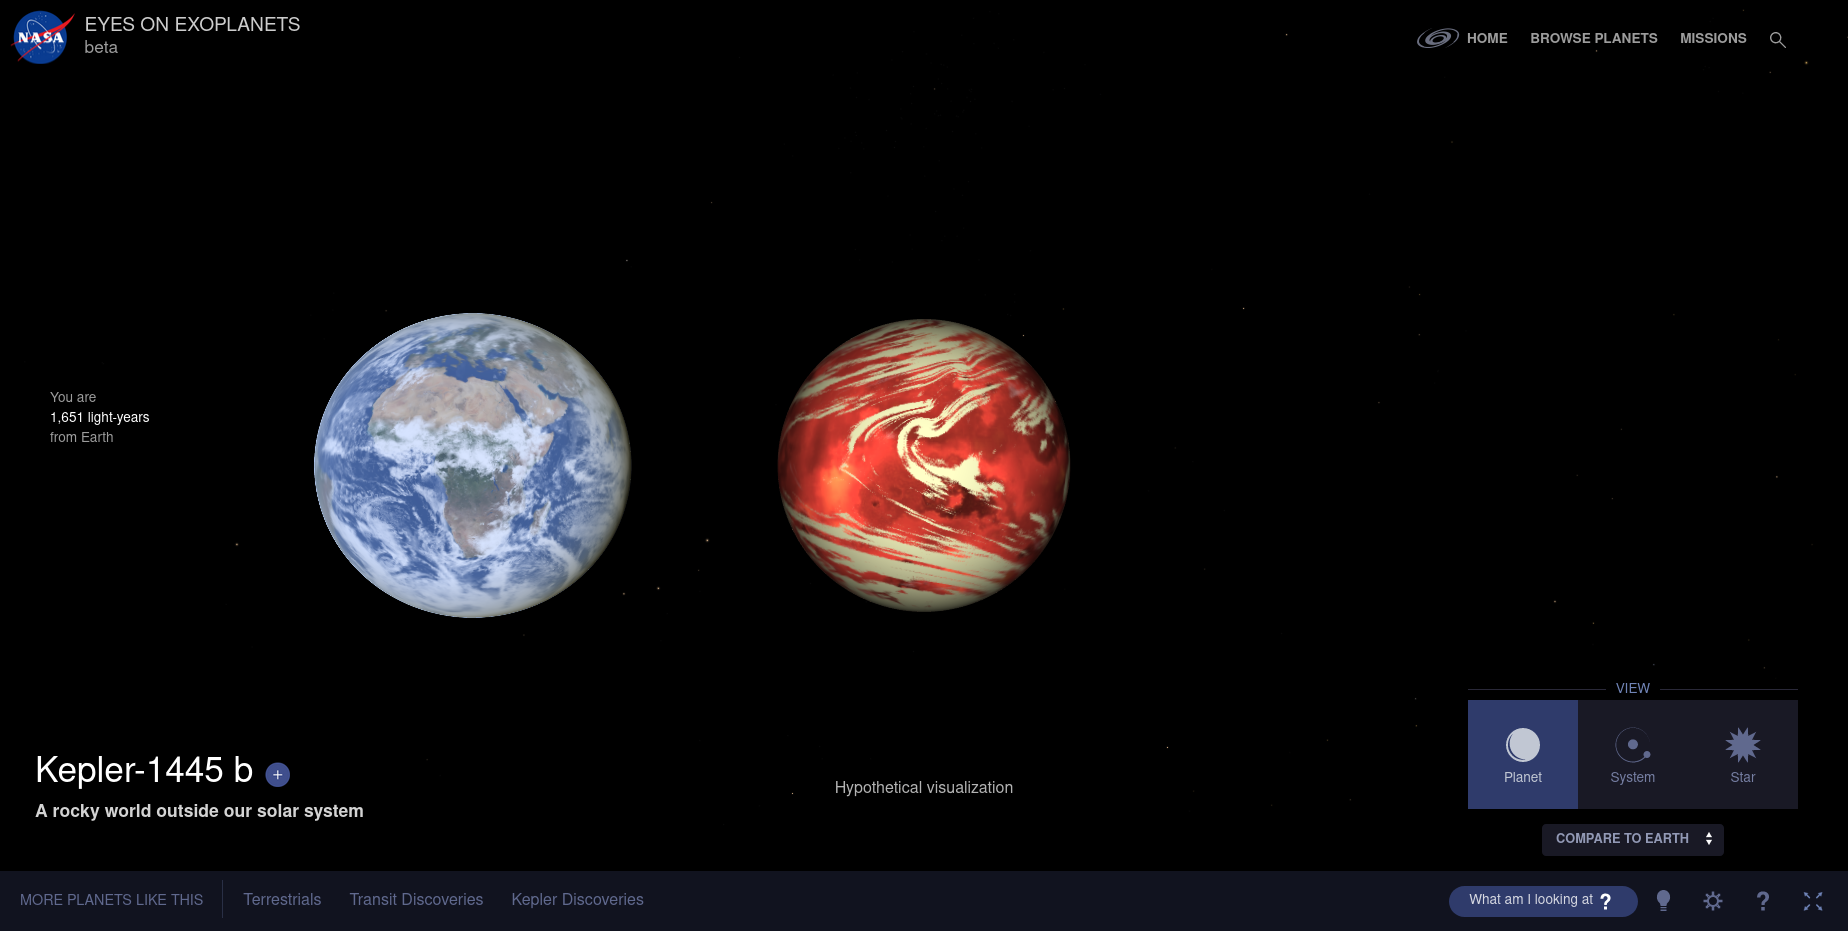 NASA
EYES ON EXOPLANETS
beta
HOME
BROWSE PLANETS
MISSIONS
You are
1,651 light-years
from Earth
Kepler-1445 b +
A rocky world outside our solar system
Hypothetical visualization
VIEW
Planet
System
Star
COMPARE TO EARTH
MORE PLANETS LIKE THIS
Terrestrials
Transit Discoveries
Kepler Discoveries
What am I looking at ?
?